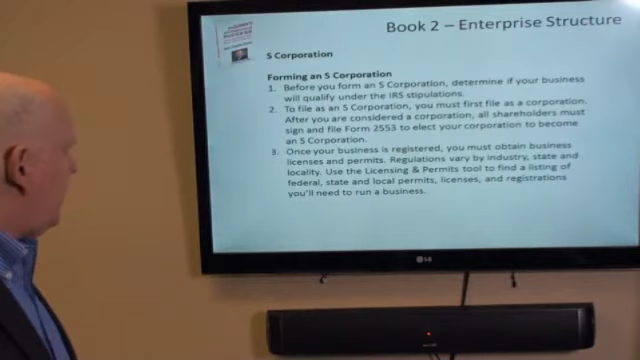 Book 2 – Enterprise Structure
S Corporation
Forming an S Corporation
1. Before you form an S Corporation, determine if your business
will qualify under the IRS stipulations.
2. To file as an S Corporation, you must first file as a corporation.
After you are considered a corporation, all shareholders must
sign and file Form 2553 to elect your corporation to become
an S Corporation.
3. Once your business is registered, you must obtain business
licenses and permits. Regulations vary by industry, state and
locality. Use the Licensing & Permits tool to find a listing of
federal, state and local permits, licenses, and registrations
you'll need to run a business.
LG